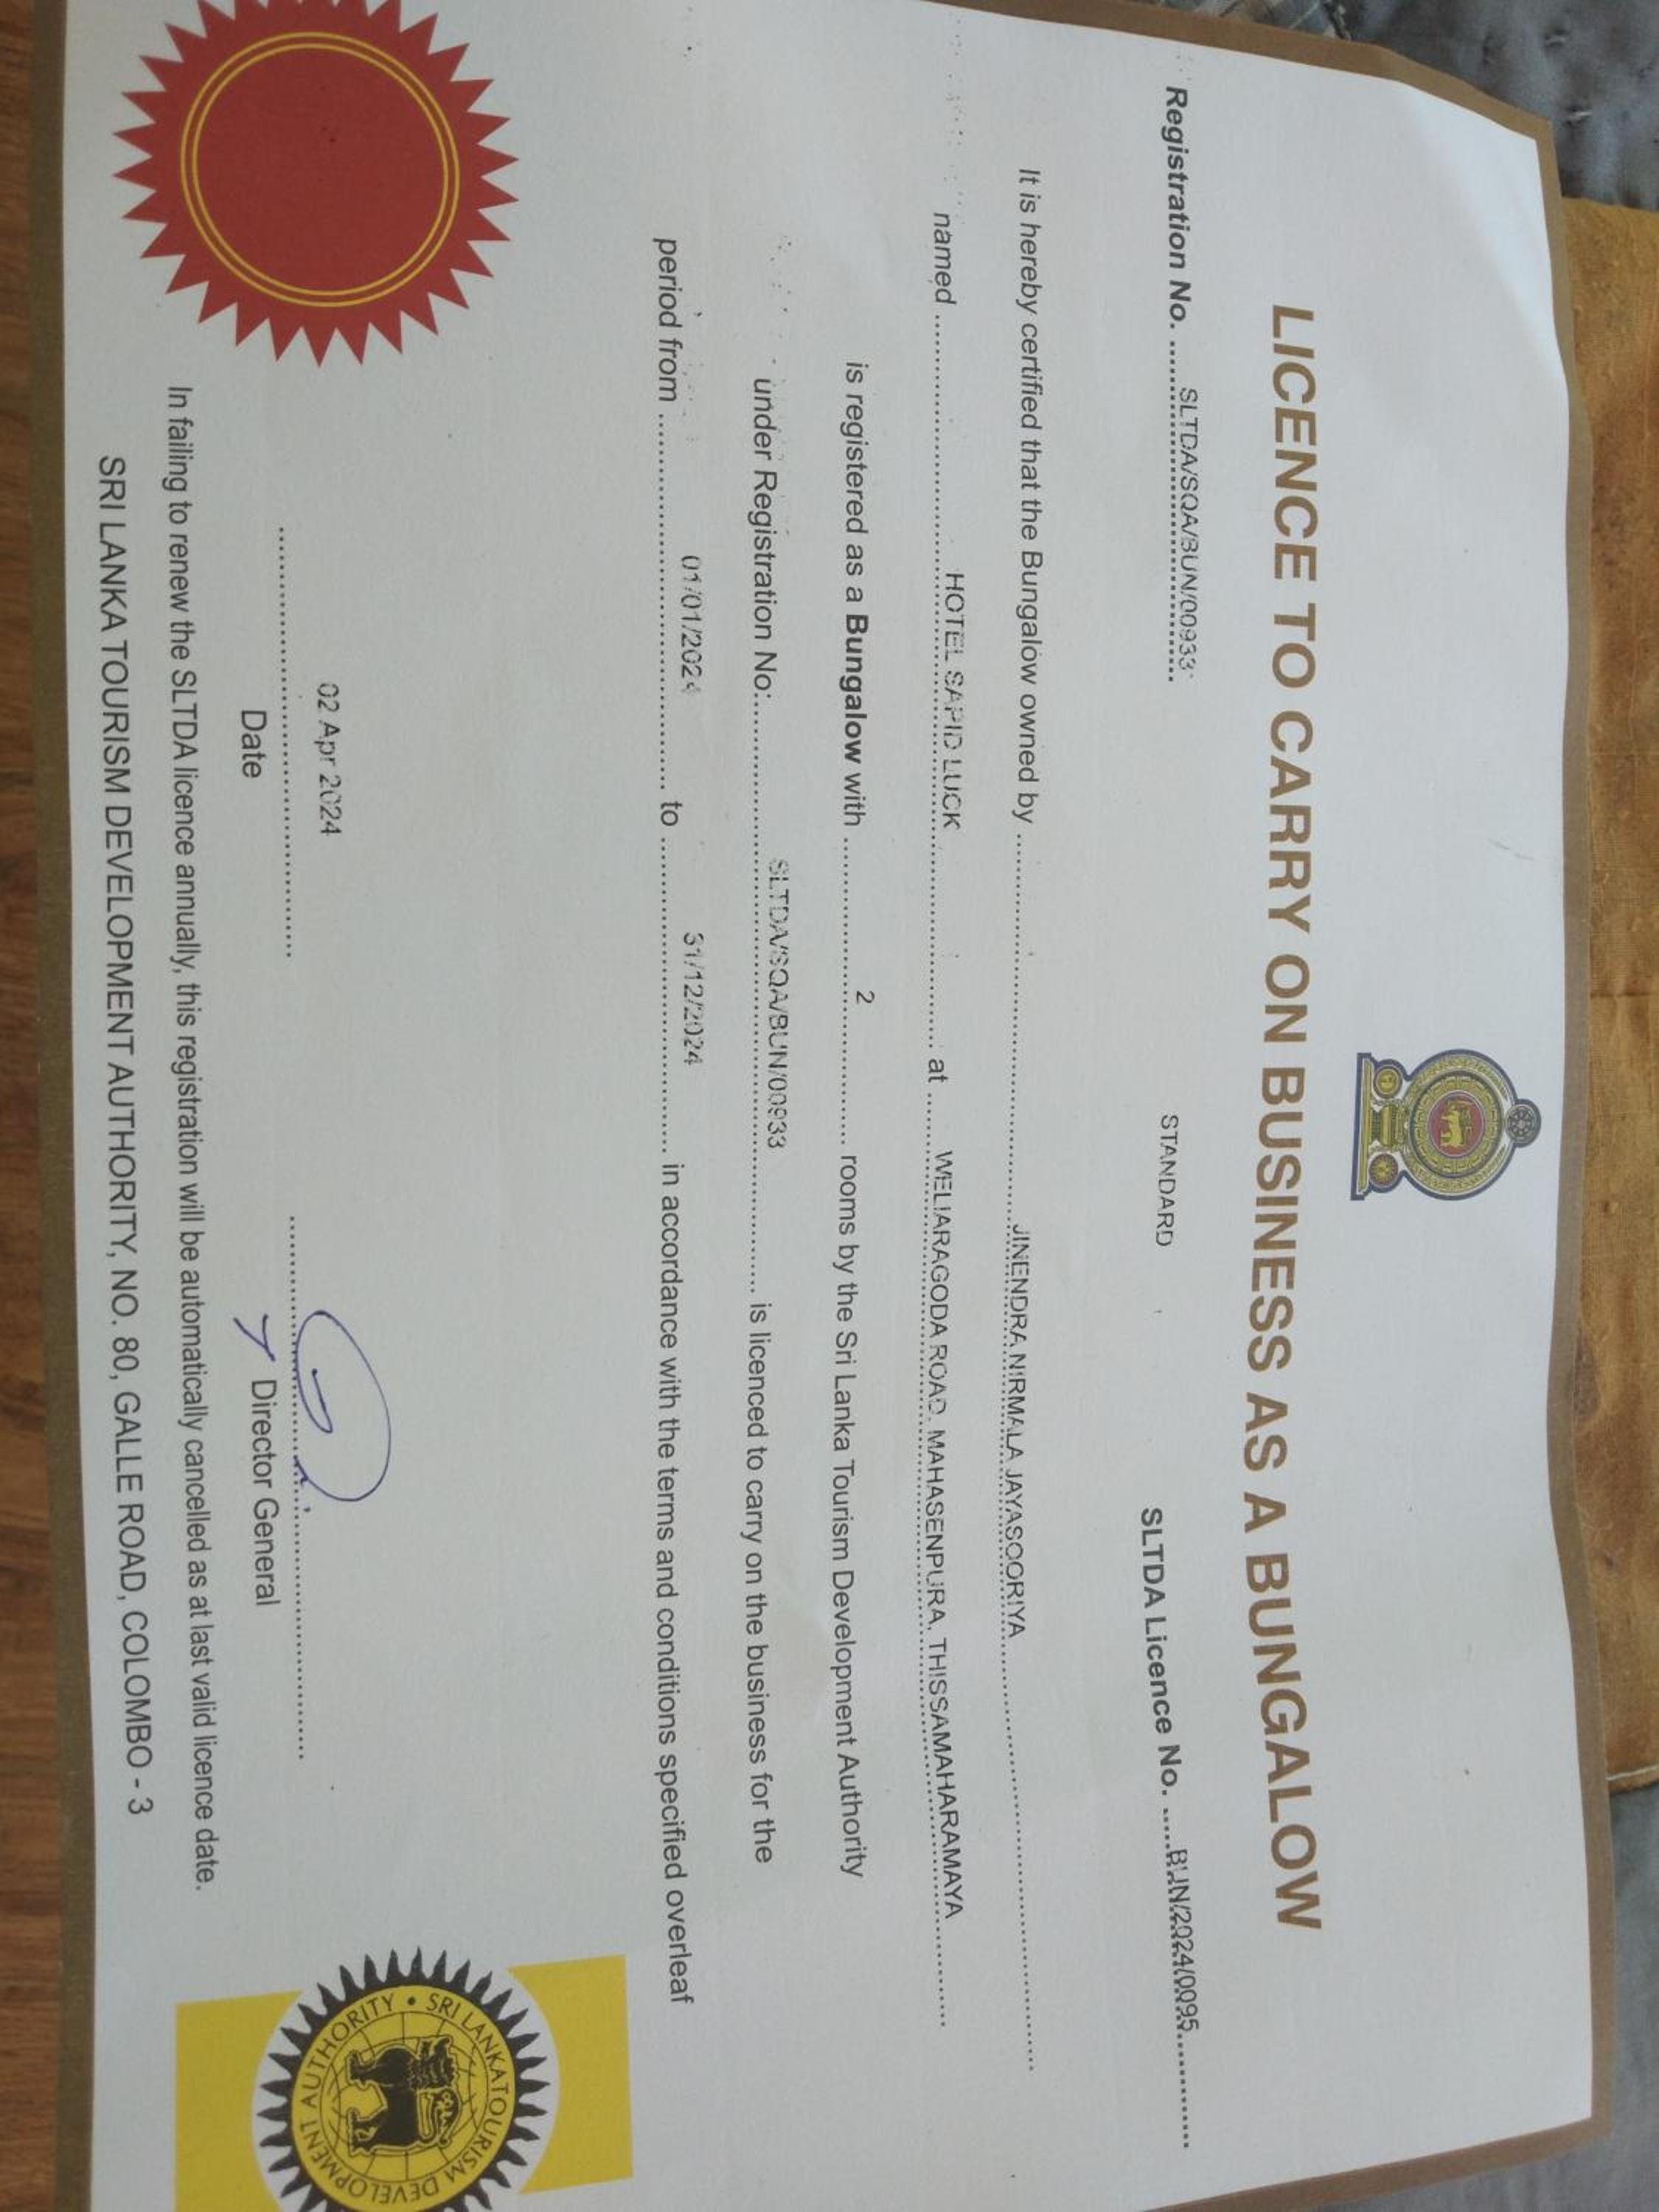 LICENCE TO CARRY ON BUSINESS AS A BUNGALOW
Registration No. SLTDA/SQA/BUN/00933 STANDARD SLTDA Licence No. BUN/2024/0095
It is hereby certified that the Bungalow owned by JINENDRA NIRMALA JAYASOORIYA
named HOTEL SAPID LUCK at WELIARAGODA ROAD, MAHASENPURA, THISSAMAHARAMAYA
is registered as a Bungalow with 2 rooms by the Sri Lanka Tourism Development Authority
under Registration No: SLTDA/SQA/BUN/00933 is licenced to carry on the business for the
period from 01/01/2024 to 31/12/2024 in accordance with the terms and conditions specified overleaf
02 Apr 2024
Date Director General
In failing to renew the SLTDA licence annually, this registration will be automatically cancelled as at last valid licence date.
SRI LANKA TOURISM DEVELOPMENT AUTHORITY, NO. 80, GALLE ROAD, COLOMBO - 3
SRI LANKA TOURISM DEVELOPMENT AUTHORITY